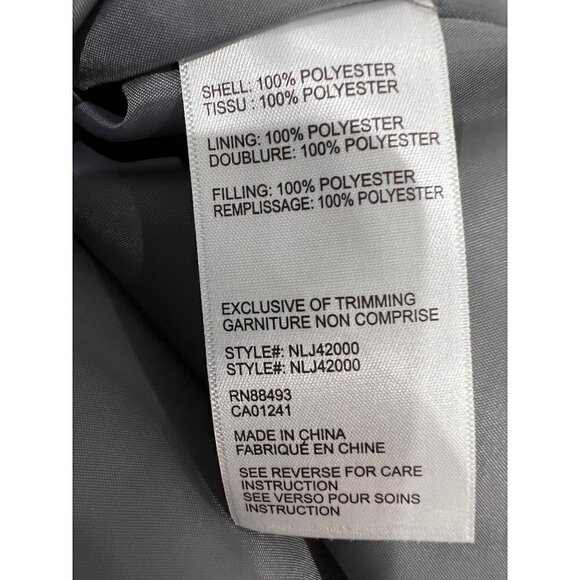 SHELL: 100% POLYESTER
TISSU : 100% POLYESTER
LINING: 100% POLYESTER
DOUBLURE: 100% POLYESTER
FILLING: 100% POLYESTER
REMPLISSAGE: 100% POLYESTER
EXCLUSIVE OF TRIMMING
GARNITURE NON COMPRISE
STYLE#: NLJ42000
STYLE#: NLJ42000
RN88493
CA01241
MADE IN CHINA
FABRIQUÉ EN CHINE
SEE REVERSE FOR CARE
INSTRUCTION
SEE VERSO POUR SOINS
INSTRUCTION